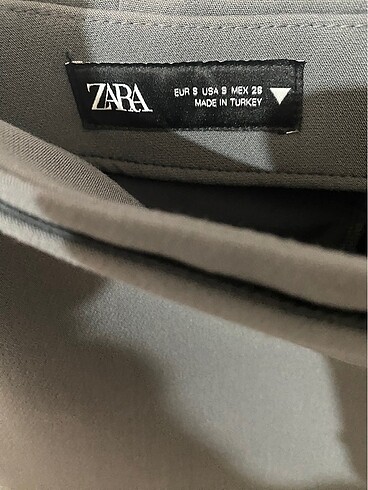 ZARA
EUR S USA S MEX 26
MADE IN TURKEY